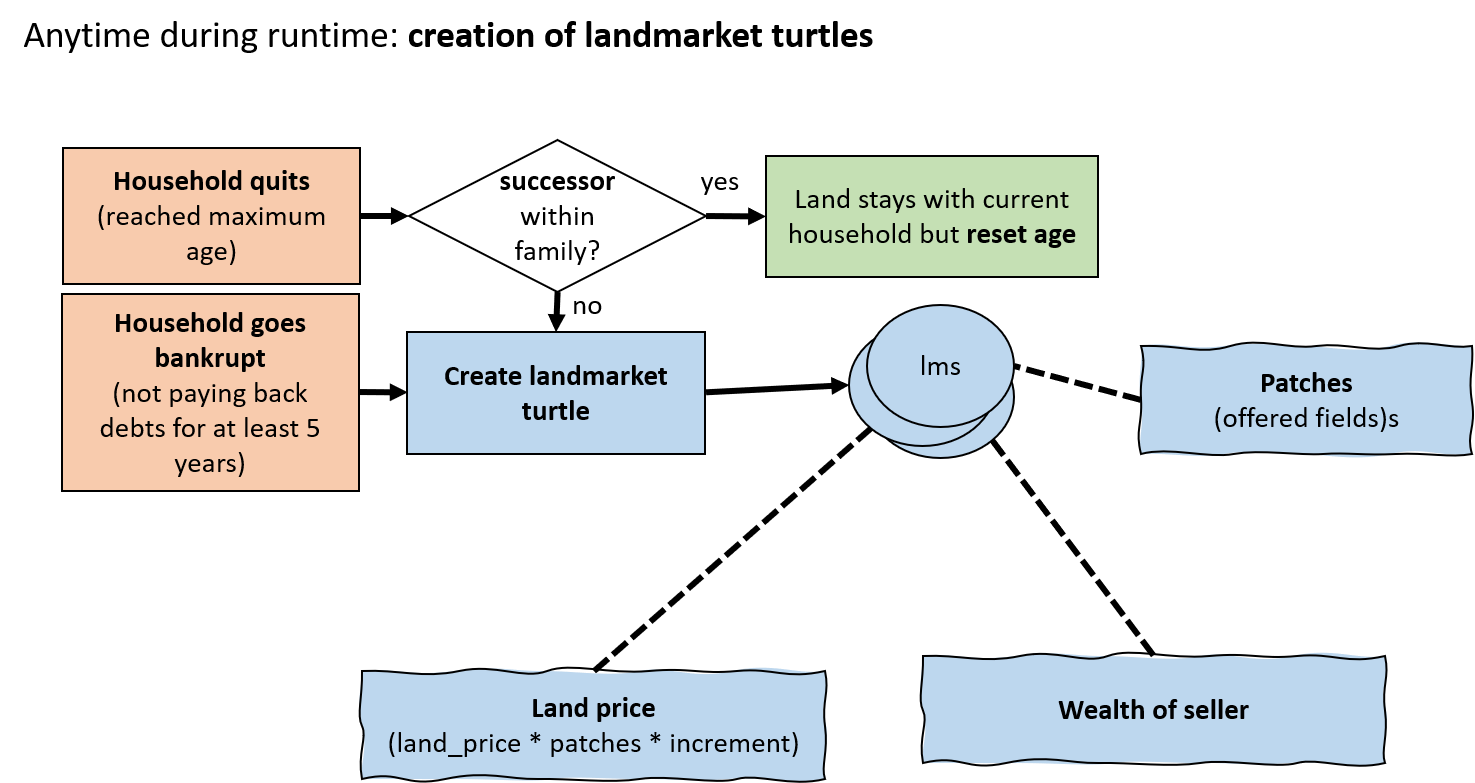 Anytime during runtime: creation of landmarket turtles
Household quits
(reached maximum
age)
successor
within
family?
yes
Land stays with current
household but reset age
no
Household goes
bankrupt
(not paying back
debts for at least 5
years)
Create landmarket
turtle
lms
Patches
(offered fields)s
Land price
(land_price * patches * increment)
Wealth of seller